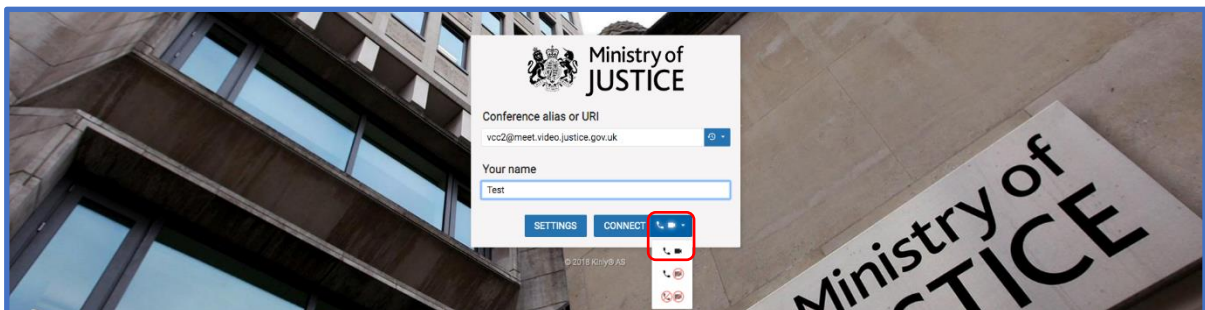 Ministry of
JUSTICE
Conference alias or URI
vcc2@meet.video.justice.gov.uk
Your name
Test
SETTINGS
CONNECT
© 2018 Kinly® AS
Ministry of
STICE